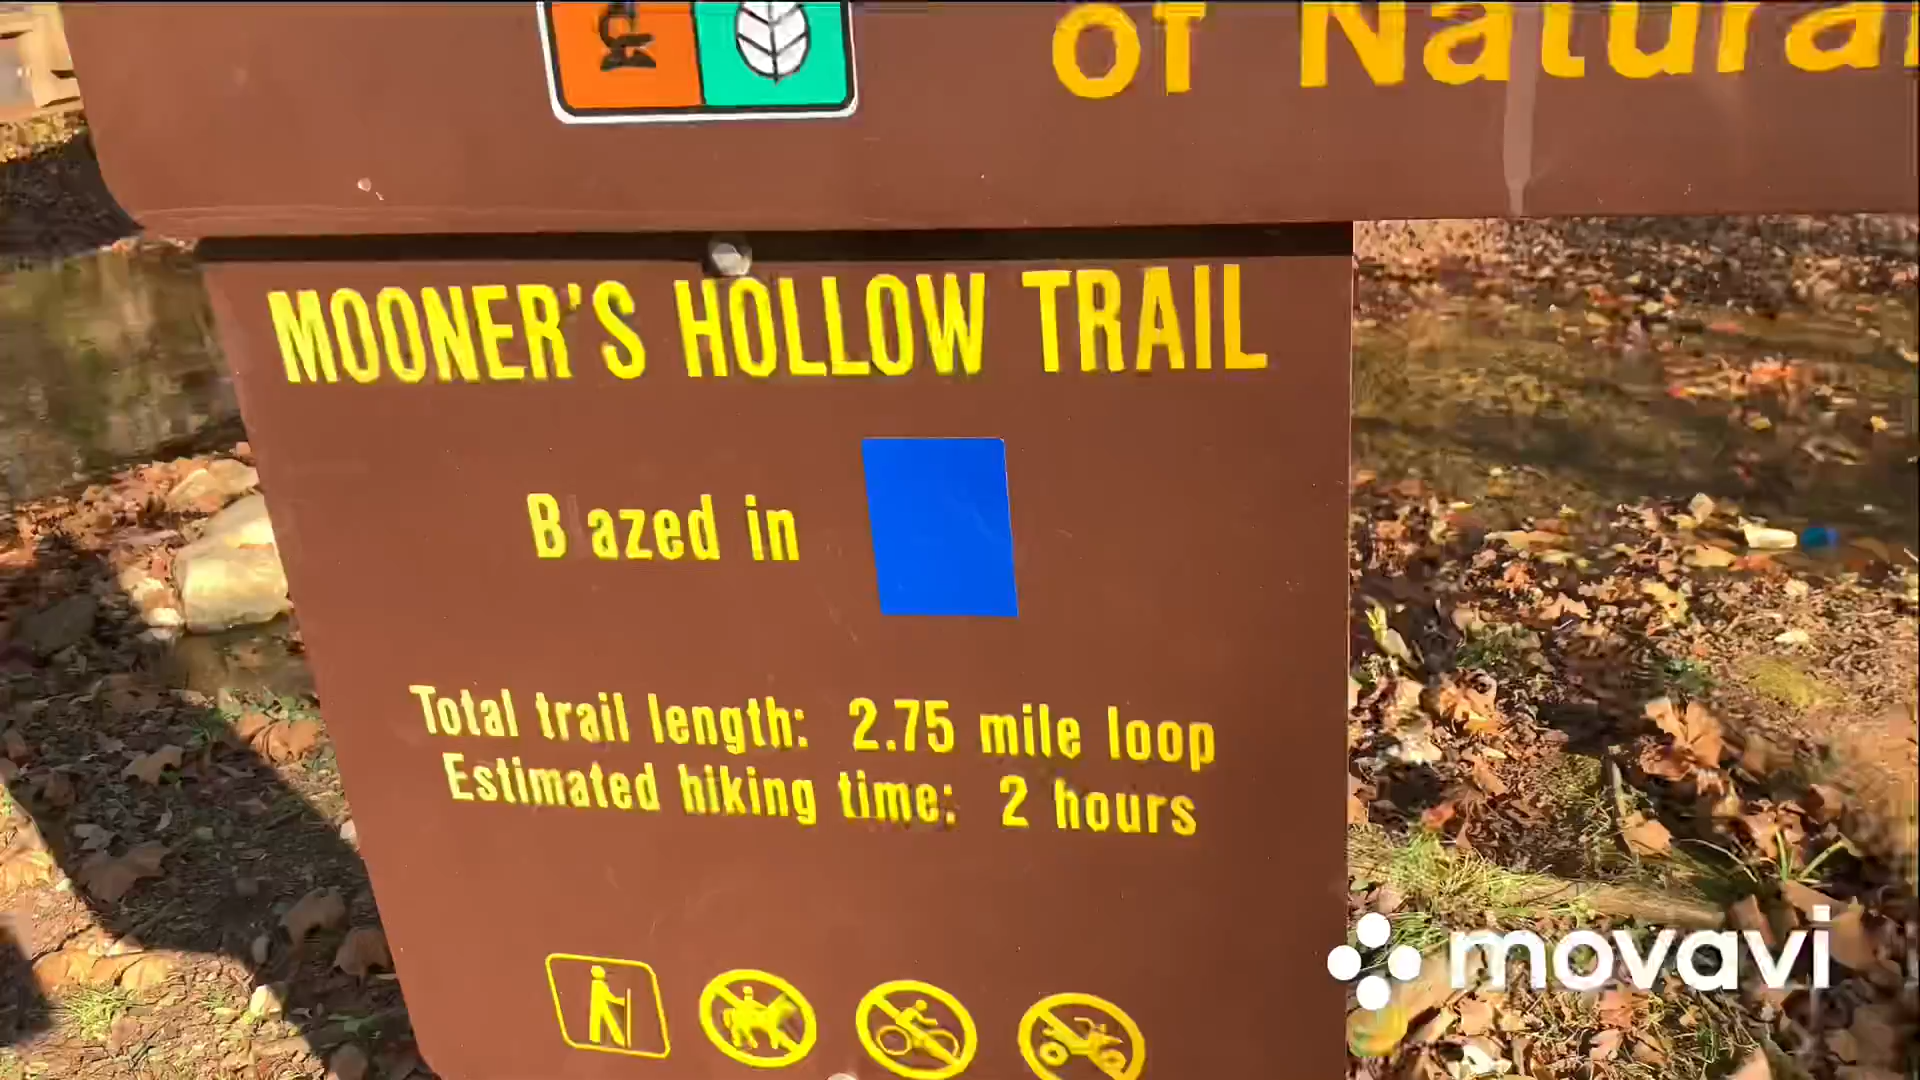 of Natural
MOONER'S HOLLOW TRAIL
B azed in
Total trail length: 2.75 mile loop
Estimated hiking time: 2 hours
movavi